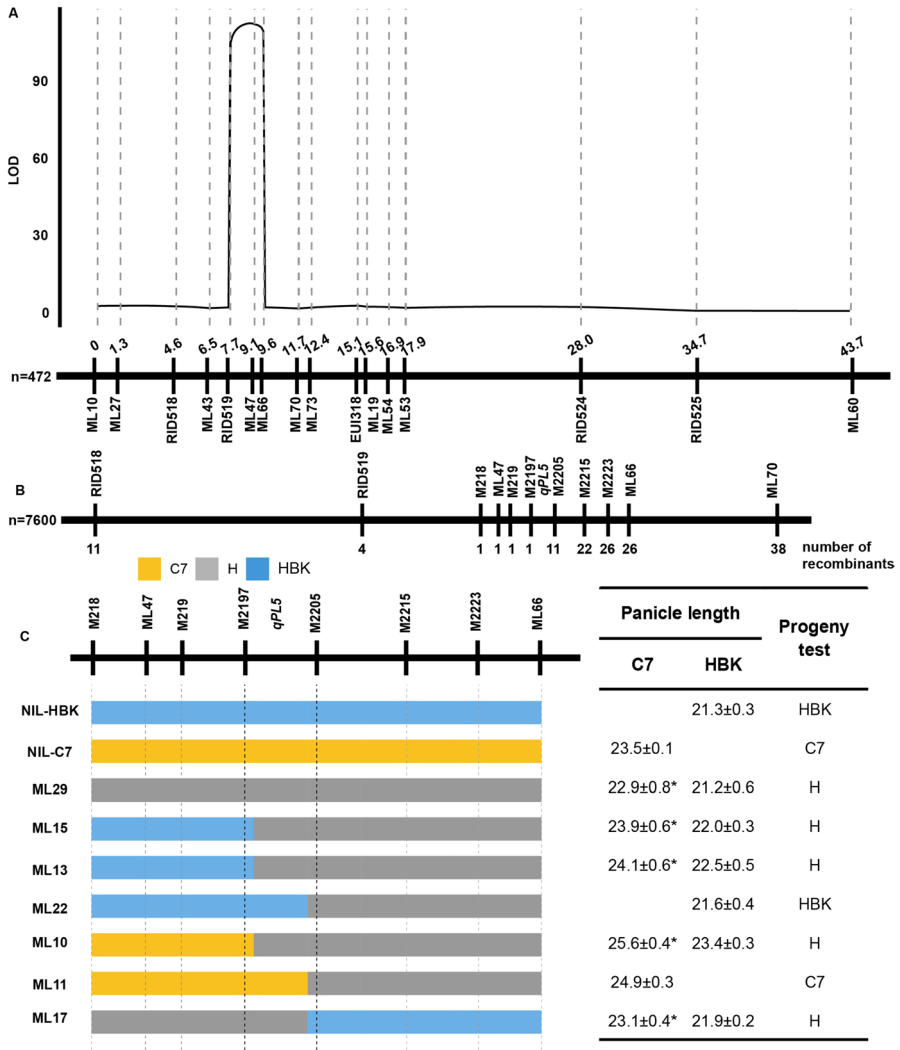 A
LOD
90
60
30
0
0 1.3 4.6 6.5 7.7 9.1 9.6 11.7 12.4 15.1 15.6 16.9 17.9 28.0 34.7 43.7
n=472
ML10 ML27 RID518 ML43 RID519 ML47 ML66 ML70 ML73 EUI318 ML19 ML54 ML53 RID524 RID525 ML60
B
RID518 RID519 M218 ML47 M219 M2197 qPL5 M2205 M2215 M2223 ML66 ML70
n=7600
11 4 1 1 1 1 11 22 26 26 38 number of
recombinants
C7 H HBK
C
M218 ML47 M219 M2197 qPL5 M2205 M2215 M2223 ML66
Panicle length Progeny
test
C7 HBK
NIL-HBK 21.3±0.3 HBK
NIL-C7 23.5±0.1 C7
ML29 22.9±0.8* 21.2±0.6 H
ML15 23.9±0.6* 22.0±0.3 H
ML13 24.1±0.6* 22.5±0.5 H
ML22 21.6±0.4 HBK
ML10 25.6±0.4* 23.4±0.3 H
ML11 24.9±0.3 C7
ML17 23.1±0.4* 21.9±0.2 H